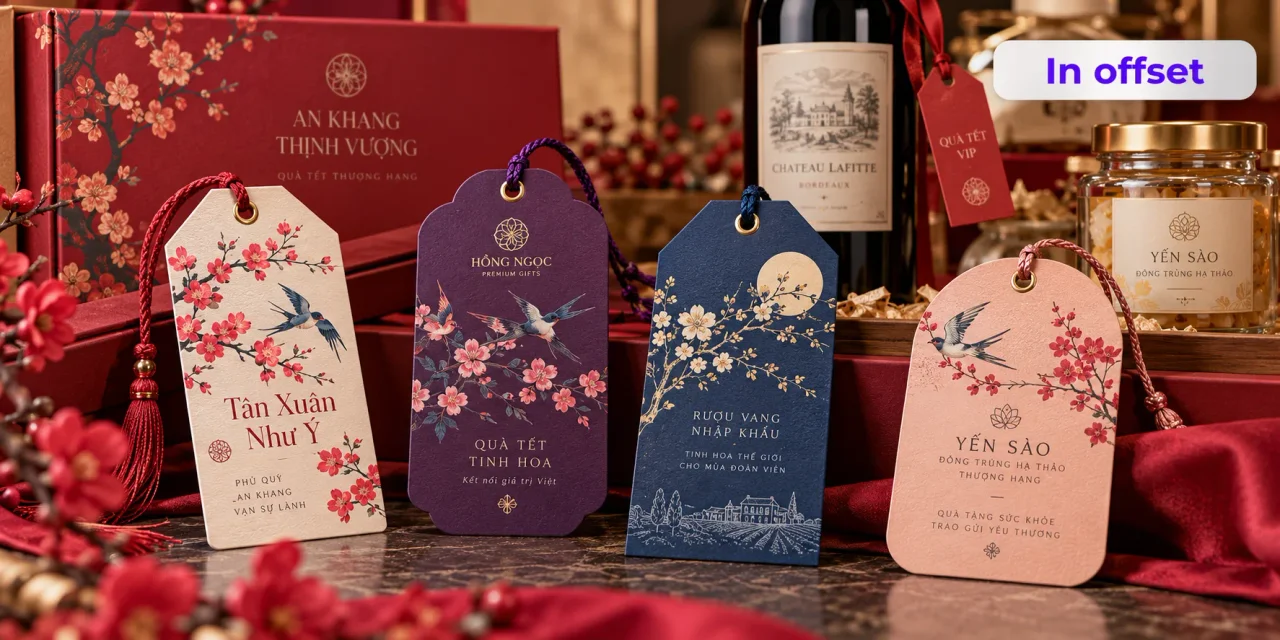 In offset
AN KHANG
THỊNH VƯỢNG
QUÀ TẾT THƯỢNG HẠNG
CHATEAU LAFITTE
BORDEAUX
QUÀ TẾT
VIP
YẾN SÀO
ĐÔNG TRÙNG HẠ THẢO
Tân Xuân
Như Ý
PHÚ QUÝ
AN KHANG
VẠN SỰ LÀNH
HỒNG NGỌC
PREMIUM GIFTS
QUÀ TẾT
TINH HOA
Kết nối giá trị Việt
RƯỢU VANG
NHẬP KHẨU
TINH HOA THẾ GIỚI
CHO MÙA ĐOÀN VIÊN
YẾN SÀO
ĐÔNG TRÙNG HẠ THẢO
THƯỢNG HẠNG
QUÀ TẶNG SỨC KHỎE
TRAO GỬI YÊU THƯƠNG